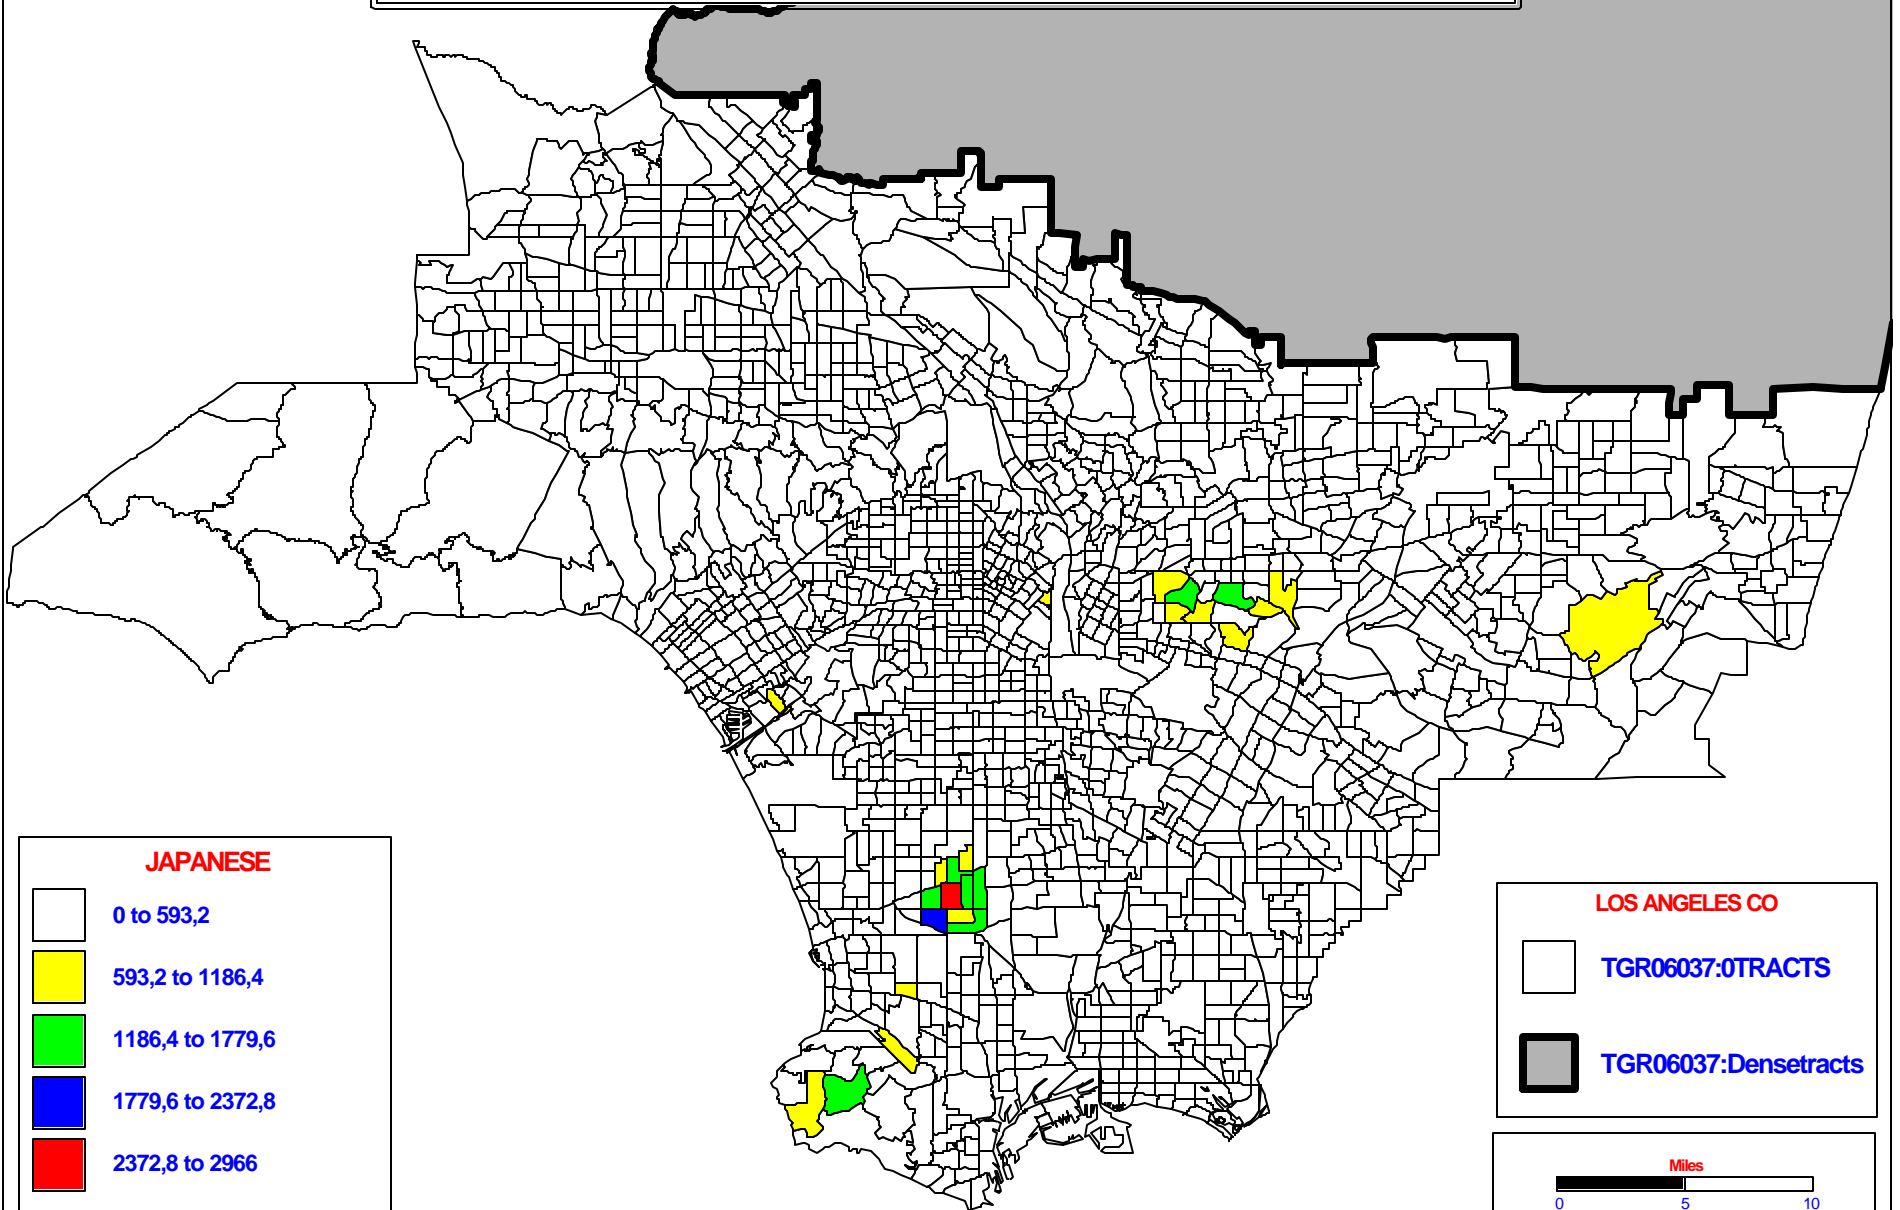 JAPANESE
0 to 593,2
593,2 to 1186,4
1186,4 to 1779,6
1779,6 to 2372,8
2372,8 to 2966
LOS ANGELES CO
TGR06037:0TRACTS
TGR06037:Densetracts
Miles
0 5 10